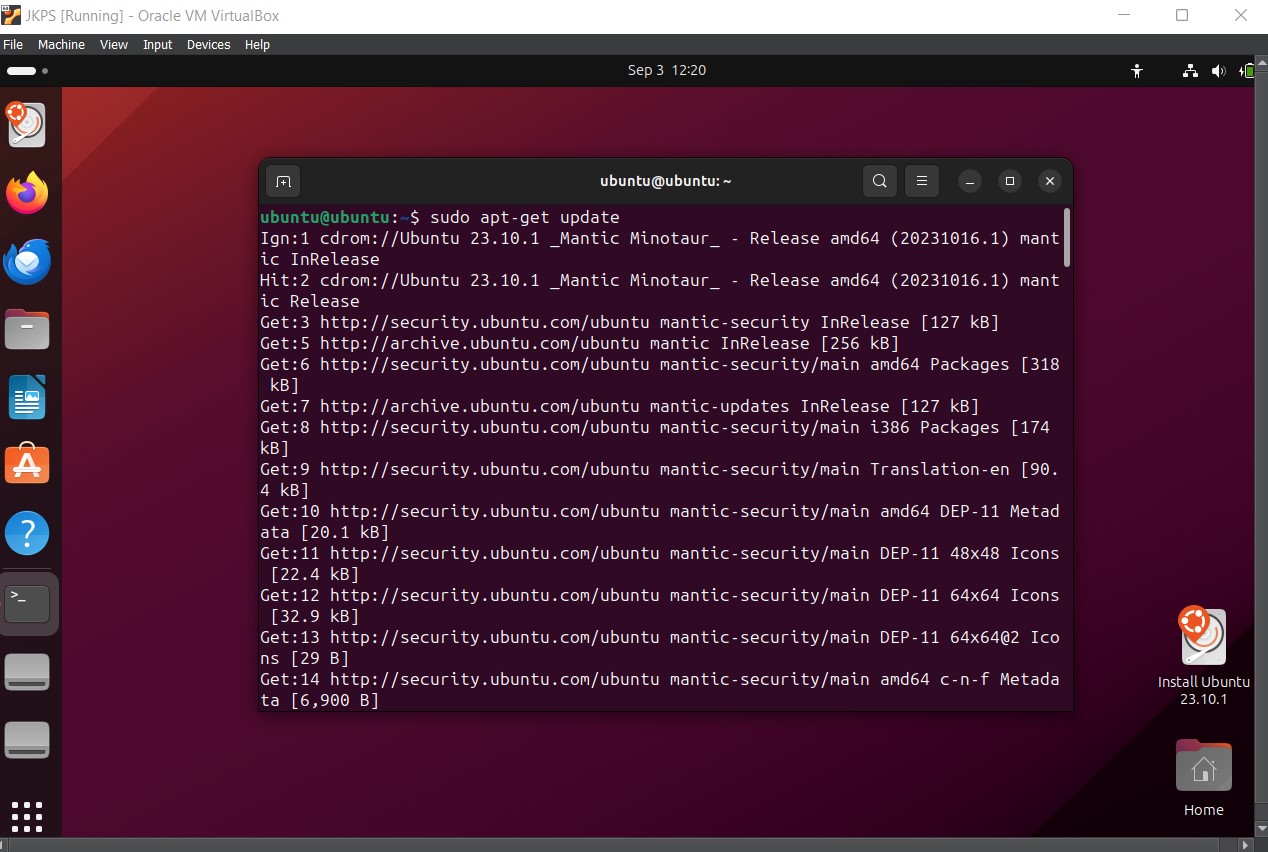 JKPS [Running] - Oracle VM VirtualBox
File Machine View Input Devices Help
Sep 3 12:20
ubuntu@ubuntu: ~
ubuntu@ubuntu:~$ sudo apt-get update
Ign:1 cdrom://Ubuntu 23.10.1 _Mantic Minotaur_ - Release amd64 (20231016.1) mant
ic InRelease
Hit:2 cdrom://Ubuntu 23.10.1 _Mantic Minotaur_ - Release amd64 (20231016.1) mant
ic Release
Get:3 http://security.ubuntu.com/ubuntu mantic-security InRelease [127 kB]
Get:5 http://archive.ubuntu.com/ubuntu mantic InRelease [256 kB]
Get:6 http://security.ubuntu.com/ubuntu mantic-security/main amd64 Packages [318
 kB]
Get:7 http://archive.ubuntu.com/ubuntu mantic-updates InRelease [127 kB]
Get:8 http://security.ubuntu.com/ubuntu mantic-security/main i386 Packages [174
kB]
Get:9 http://security.ubuntu.com/ubuntu mantic-security/main Translation-en [90.
4 kB]
Get:10 http://security.ubuntu.com/ubuntu mantic-security/main amd64 DEP-11 Metad
ata [20.1 kB]
Get:11 http://security.ubuntu.com/ubuntu mantic-security/main DEP-11 48x48 Icons
 [22.4 kB]
Get:12 http://security.ubuntu.com/ubuntu mantic-security/main DEP-11 64x64 Icons
 [32.9 kB]
Get:13 http://security.ubuntu.com/ubuntu mantic-security/main DEP-11 64x64@2 Ico
ns [29 B]
Get:14 http://security.ubuntu.com/ubuntu mantic-security/main amd64 c-n-f Metada
ta [6,900 B]
Install Ubuntu
23.10.1
Home